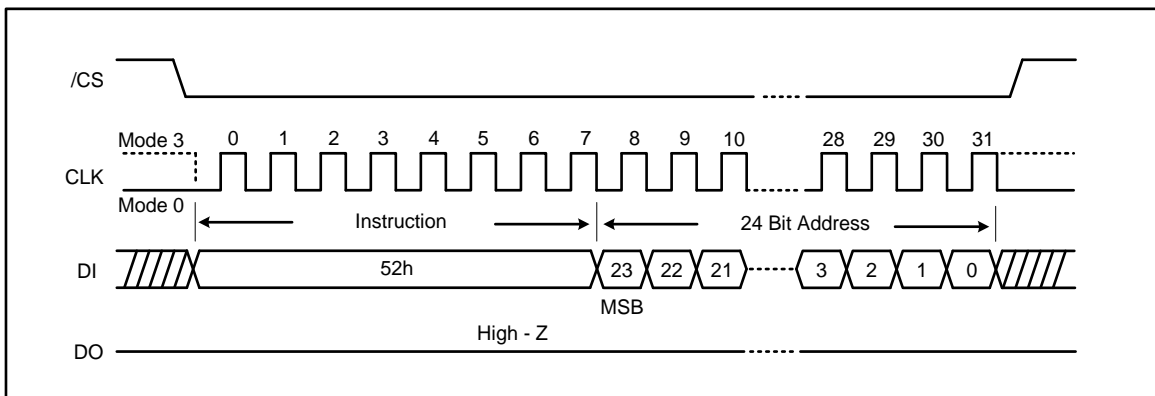 /CS
Mode 3 0 1 2 3 4 5 6 7 8 9 10 28 29 30 31
CLK
Mode 0
Instruction 24 Bit Address
DI 52h 23 22 21 3 2 1 0
MSB
High - Z
DO